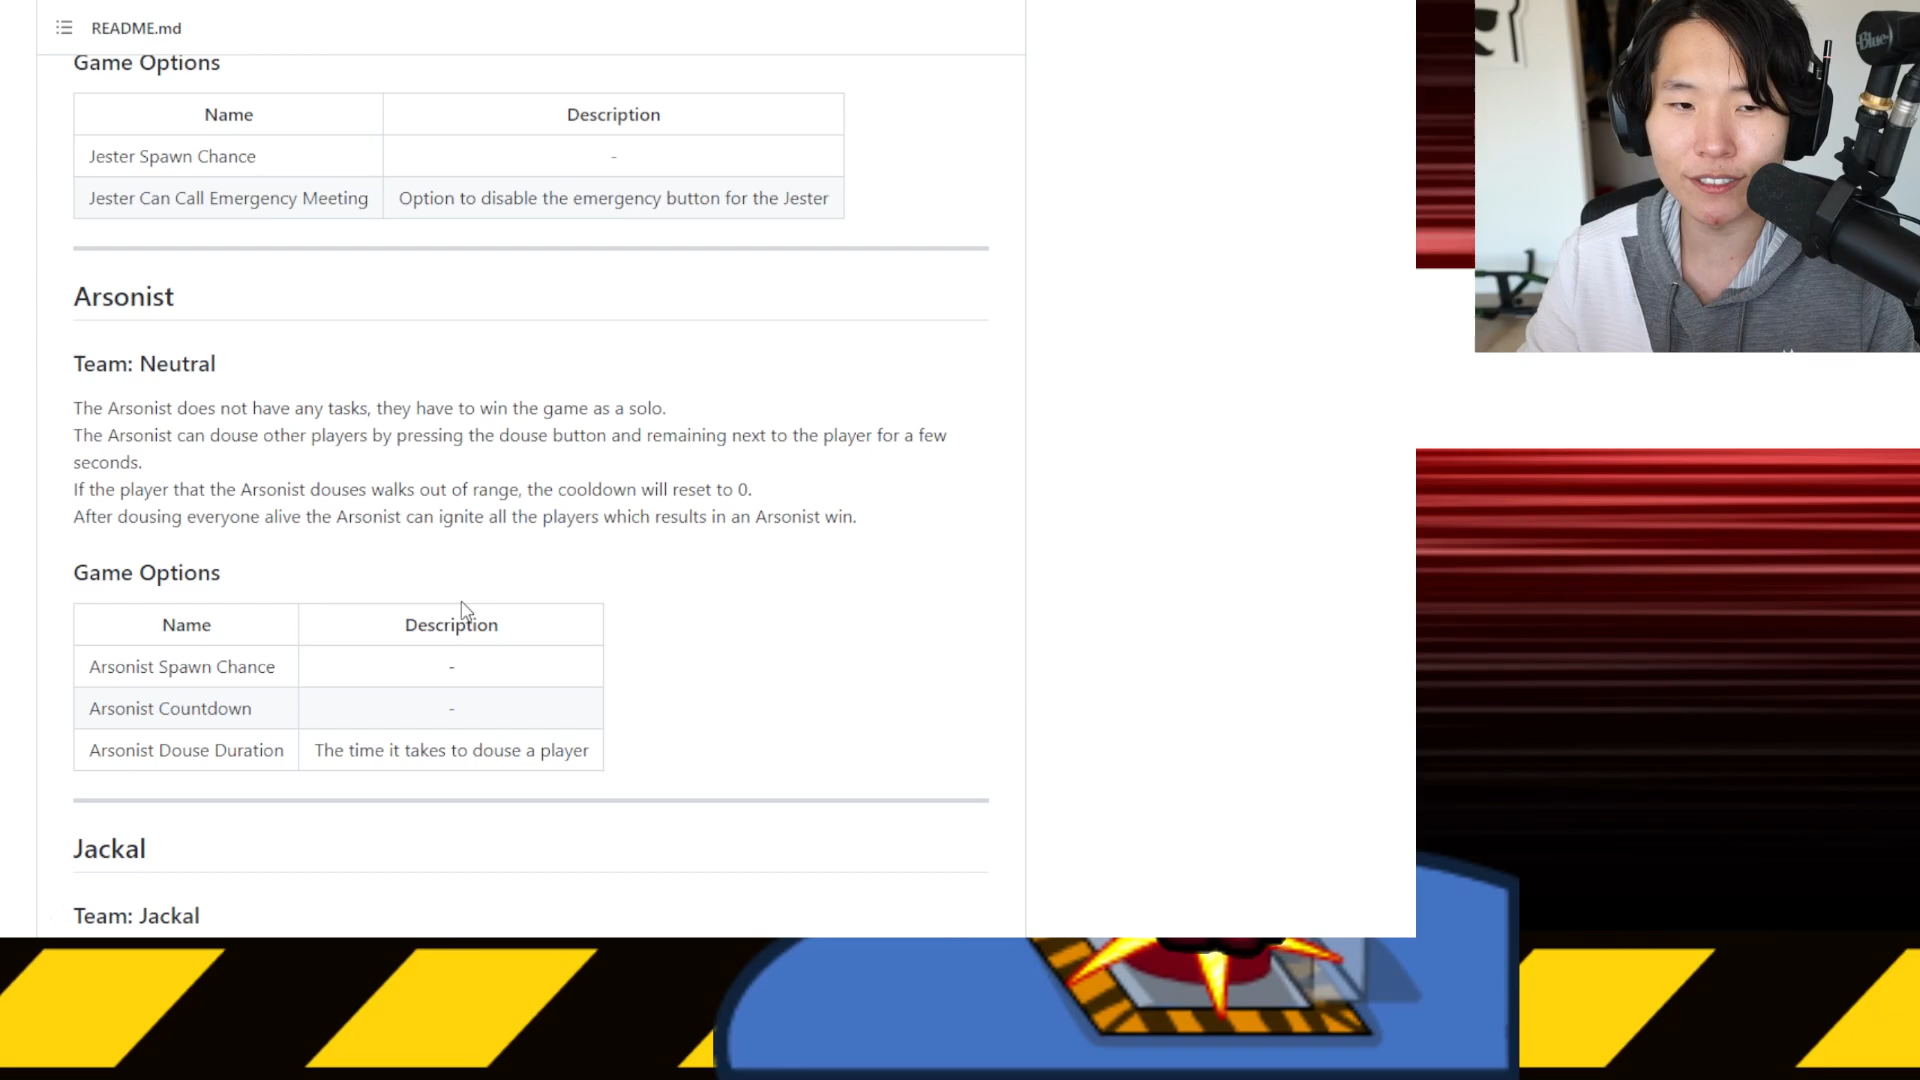 README.md
Game Options
Name Description
Jester Spawn Chance -
Jester Can Call Emergency Meeting Option to disable the emergency button for the Jester
Arsonist
Team: Neutral
The Arsonist does not have any tasks, they have to win the game as a solo.
The Arsonist can douse other players by pressing the douse button and remaining next to the player for a few
seconds.
If the player that the Arsonist douses walks out of range, the cooldown will reset to 0.
After dousing everyone alive the Arsonist can ignite all the players which results in an Arsonist win.
Game Options
Name Description
Arsonist Spawn Chance -
Arsonist Countdown -
Arsonist Douse Duration The time it takes to douse a player
Jackal
Team: Jackal
Blue